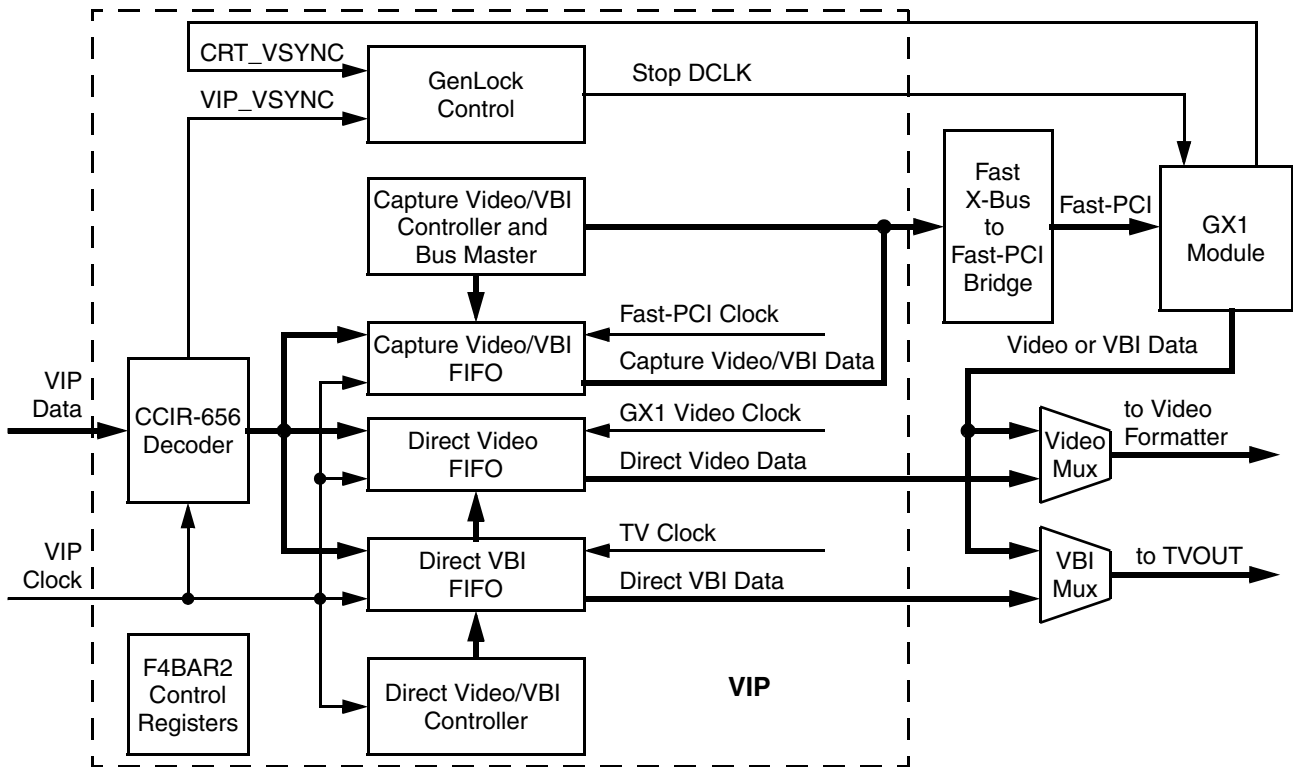 CRT_VSYNC
VIP_VSYNC
GenLock
Control
Stop DCLK
Capture Video/VBI
Controller and
Bus Master
Fast
X-Bus
to
Fast-PCI
Bridge
Fast-PCI
GX1
Module
Fast-PCI Clock
Capture Video/VBI
FIFO
Capture Video/VBI Data
Video or VBI Data
VIP
Data
CCIR-656
Decoder
GX1 Video Clock
Direct Video
FIFO
Direct Video Data
Video
Mux
to Video
Formatter
TV Clock
VIP
Clock
Direct VBI
FIFO
Direct VBI Data
VBI
Mux
to TVOUT
F4BAR2
Control
Registers
Direct Video/VBI
Controller
VIP